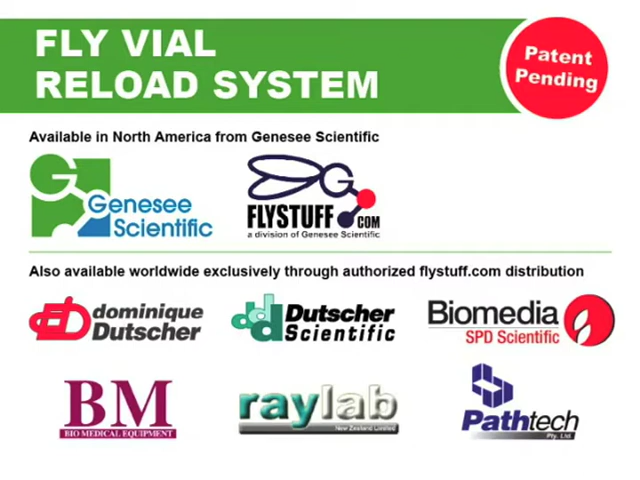 FLY VIAL
RELOAD SYSTEM
Patent
Pending
Available in North America from Genesee Scientific
Genesee
Scientific
FLYSTUFF.COM
a division of Genesee Scientific
Also available worldwide exclusively through authorized flystuff.com distribution
dominique
Dutscher
Dutscher
Scientific
Biomedia
SPD Scientific
BM
BIO MEDICAL EQUIPMENT
raylab
New Zealand Limited
Pathtech
Pty. Ltd